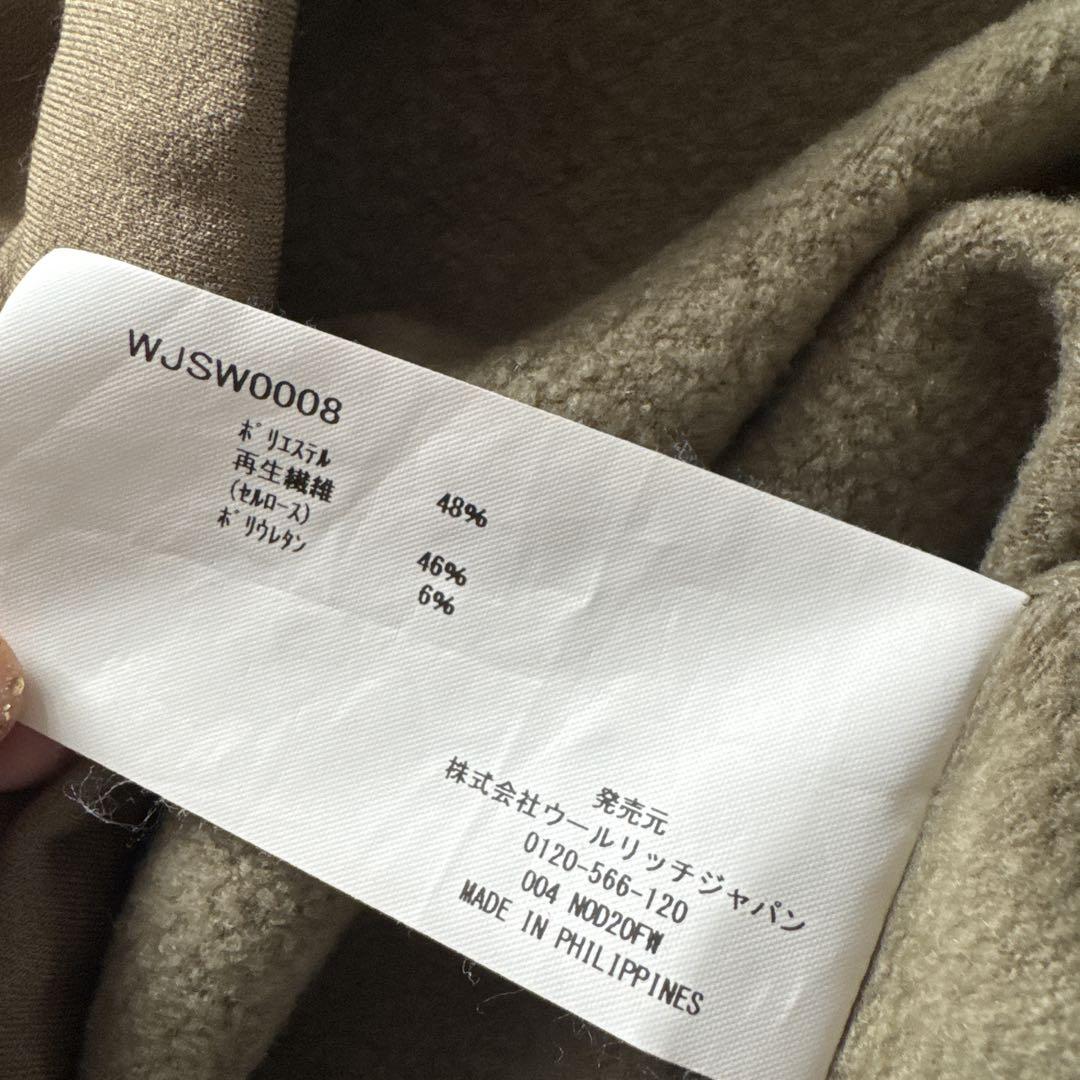 WJSW0008
ﾎﾟﾘｴｽﾃﾙ 48%
再生繊維
(ｾﾙﾛｰｽ) 46%
ﾎﾟﾘｳﾚﾀﾝ 6%
発売元
株式会社ウールリッチジャパン
0120-566-120
004 NOD20FW
MADE IN PHILIPPINES